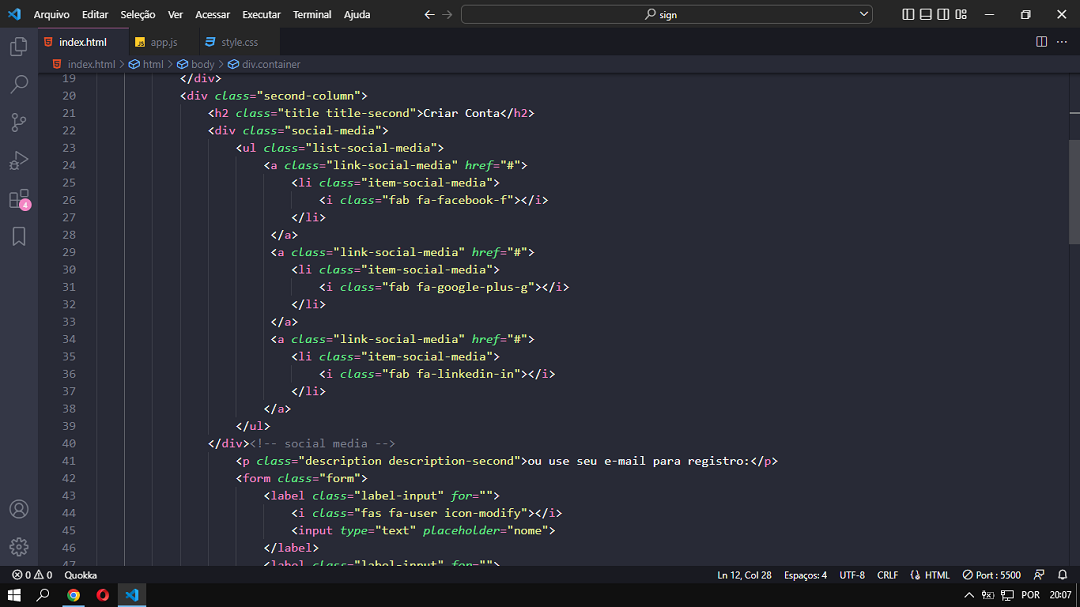 Arquivo Editar Seleção Ver Acessar Executar Terminal Ajuda sign
index.html JS app.js style.css
index.html > html > body > div.container
19 </div>
20 <div class="second-column">
21 <h2 class="title title-second">Criar Conta</h2>
22 <div class="social-media">
23 <ul class="list-social-media">
24 <a class="link-social-media" href="#">
25 <li class="item-social-media">
26 <i class="fab fa-facebook-f"></i>
27 </li>
28 </a>
29 <a class="link-social-media" href="#">
30 <li class="item-social-media">
31 <i class="fab fa-google-plus-g"></i>
32 </li>
33 </a>
34 <a class="link-social-media" href="#">
35 <li class="item-social-media">
36 <i class="fab fa-linkedin-in"></i>
37 </li>
38 </a>
39 </ul>
40 </div><!-- social media -->
41 <p class="description description-second">ou use seu e-mail para registro:</p>
42 <form class="form">
43 <label class="label-input" for="">
44 <i class="fas fa-user icon-modify"></i>
45 <input type="text" placeholder="nome">
46 </label>
47 <label class="label-input" for="">
4
0 0 Quokka Ln 12, Col 28 Espaços: 4 UTF-8 CRLF HTML Port : 5500
POR 20:07